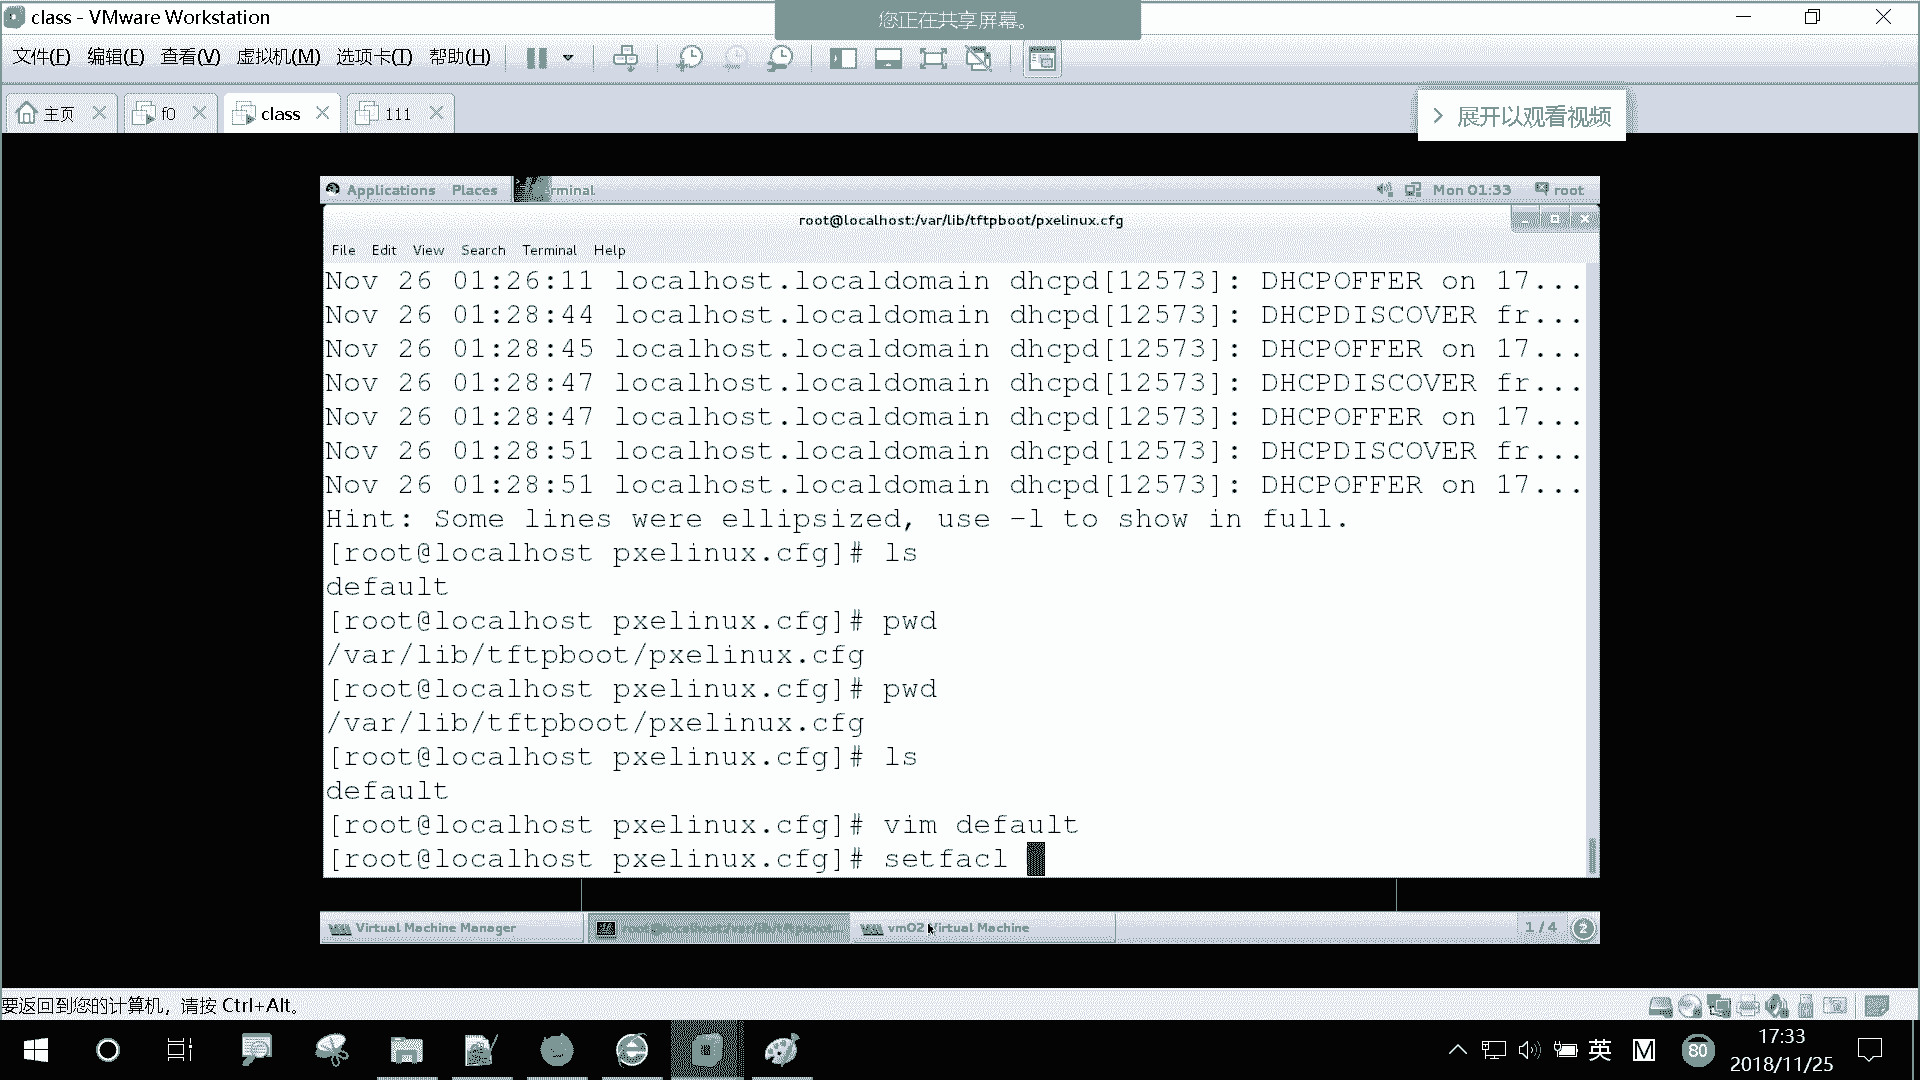 class - VMware Workstation
您正在共享屏幕。
文件(F) 编辑(E) 查看(V) 虚拟机(M) 选项卡(T) 帮助(H)
主页 f0 class 111
展开以观看视频
Applications Places Mon 01:33 root
root@localhost:/var/lib/tftpboot/pxelinux.cfg
File Edit View Search Terminal Help
Nov 26 01:26:11 localhost.localdomain dhcpd[12573]: DHCPOFFER on 17...
Nov 26 01:28:44 localhost.localdomain dhcpd[12573]: DHCPDISCOVER fr...
Nov 26 01:28:45 localhost.localdomain dhcpd[12573]: DHCPOFFER on 17...
Nov 26 01:28:47 localhost.localdomain dhcpd[12573]: DHCPDISCOVER fr...
Nov 26 01:28:47 localhost.localdomain dhcpd[12573]: DHCPOFFER on 17...
Nov 26 01:28:51 localhost.localdomain dhcpd[12573]: DHCPDISCOVER fr...
Nov 26 01:28:51 localhost.localdomain dhcpd[12573]: DHCPOFFER on 17...
Hint: Some lines were ellipsized, use -l to show in full.
[root@localhost pxelinux.cfg]# ls
default
[root@localhost pxelinux.cfg]# pwd
/var/lib/tftpboot/pxelinux.cfg
[root@localhost pxelinux.cfg]# pwd
/var/lib/tftpboot/pxelinux.cfg
[root@localhost pxelinux.cfg]# ls
default
[root@localhost pxelinux.cfg]# vim default
[root@localhost pxelinux.cfg]# setfacl
Virtual Machine Manager vm02 Virtual Machine 1 / 4 2
要返回到您的计算机，请按 Ctrl+Alt。
英 M 80 17:33
2018/11/25